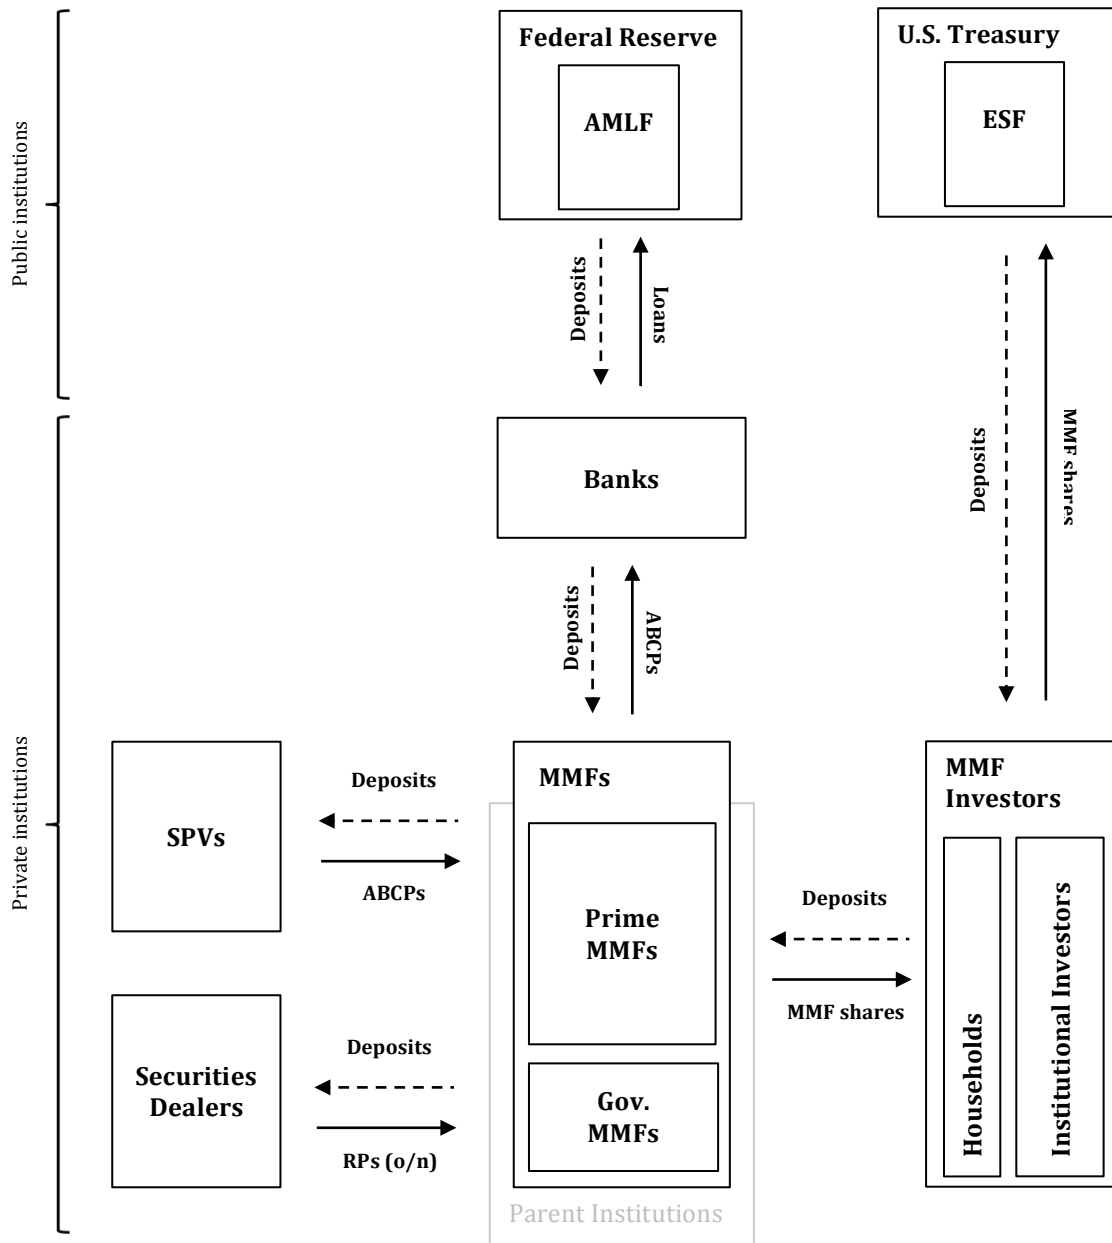 Federal Reserve
AMLF
U.S. Treasury
ESF
Public institutions
Deposits
Loans
Deposits
MMF shares
Banks
Deposits
ABCPs
Private institutions
SPVs
Deposits
ABCPs
MMFs
Prime
MMFs
Gov.
MMFs
Parent Institutions
Deposits
MMF shares
MMF
Investors
Households
Institutional Investors
Securities
Dealers
Deposits
RPs (o/n)